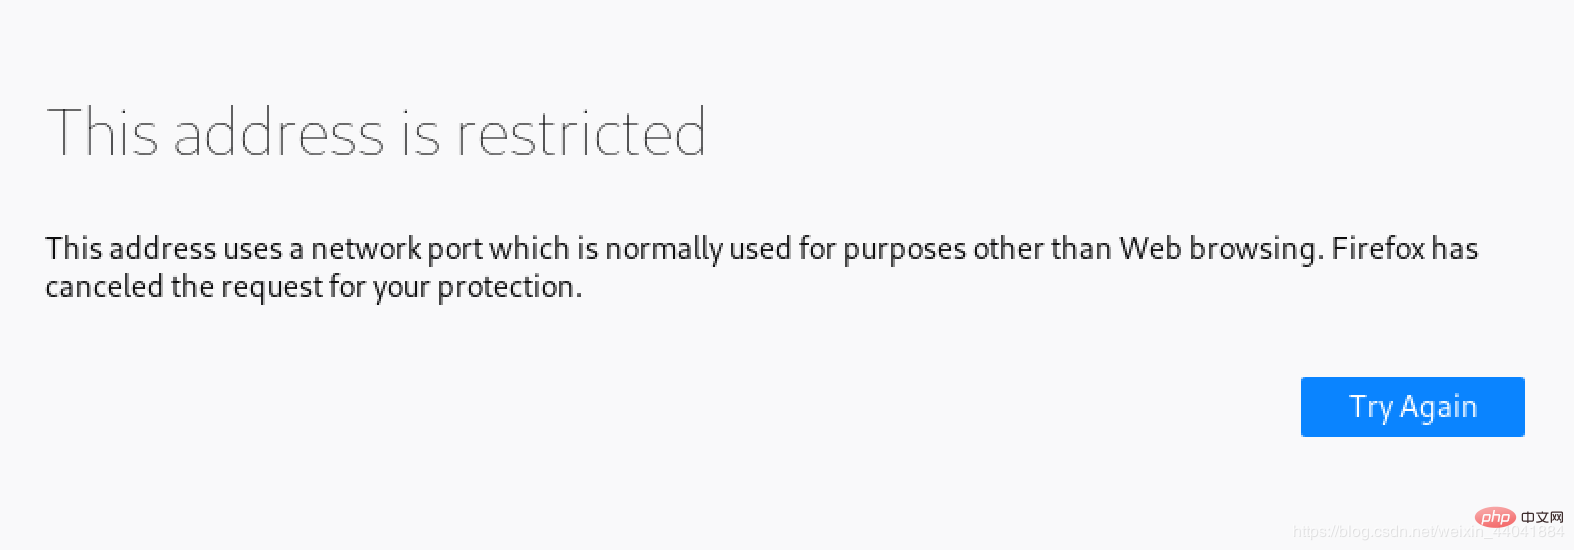 This address is restricted
This address uses a network port which is normally used for purposes other than Web browsing. Firefox has
canceled the request for your protection.
Try Again
php 中文网
https://blog.csdn.net/weixin_44041884